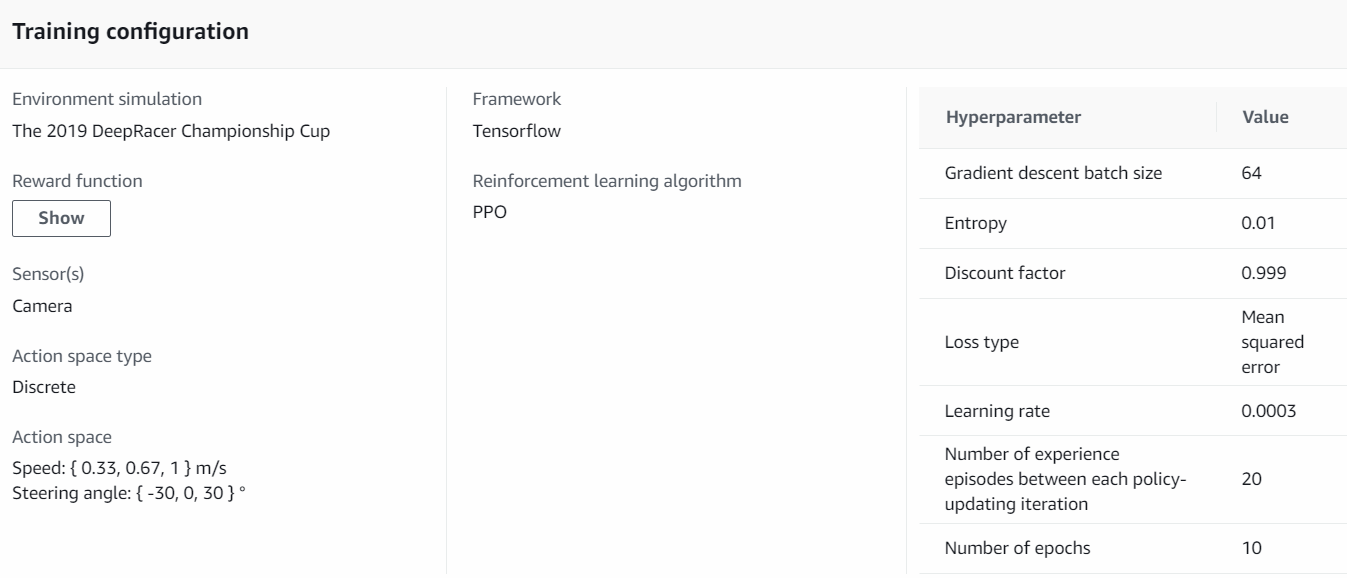 Training configuration
Environment simulation
The 2019 DeepRacer Championship Cup
Reward function
Show
Sensor(s)
Camera
Action space type
Discrete
Action space
Speed: { 0.33, 0.67, 1 } m/s
Steering angle: { -30, 0, 30 } °
Framework
Tensorflow
Reinforcement learning algorithm
PPO
Hyperparameter Value
Gradient descent batch size 64
Entropy 0.01
Discount factor 0.999
Loss type Mean
squared
error
Learning rate 0.0003
Number of experience
episodes between each policy- 20
updating iteration
Number of epochs 10